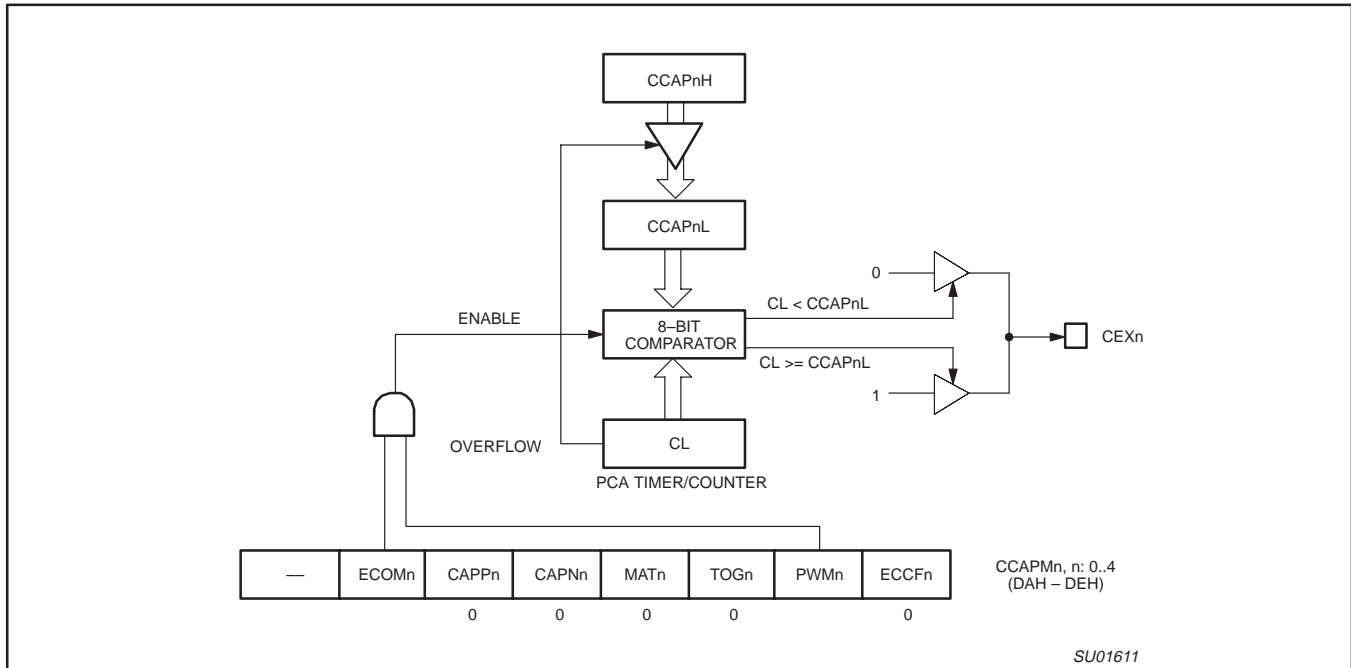 CCAPnH
CCAPnL
0
CL < CCAPnL
ENABLE
8–BIT
COMPARATOR
CEXn
CL >= CCAPnL
1
OVERFLOW
CL
PCA TIMER/COUNTER
— ECOMn CAPPn CAPNn MATn TOGn PWMn ECCFn
CCAPMn, n: 0..4
(DAH – DEH)
0 0 0 0 0
SU01611